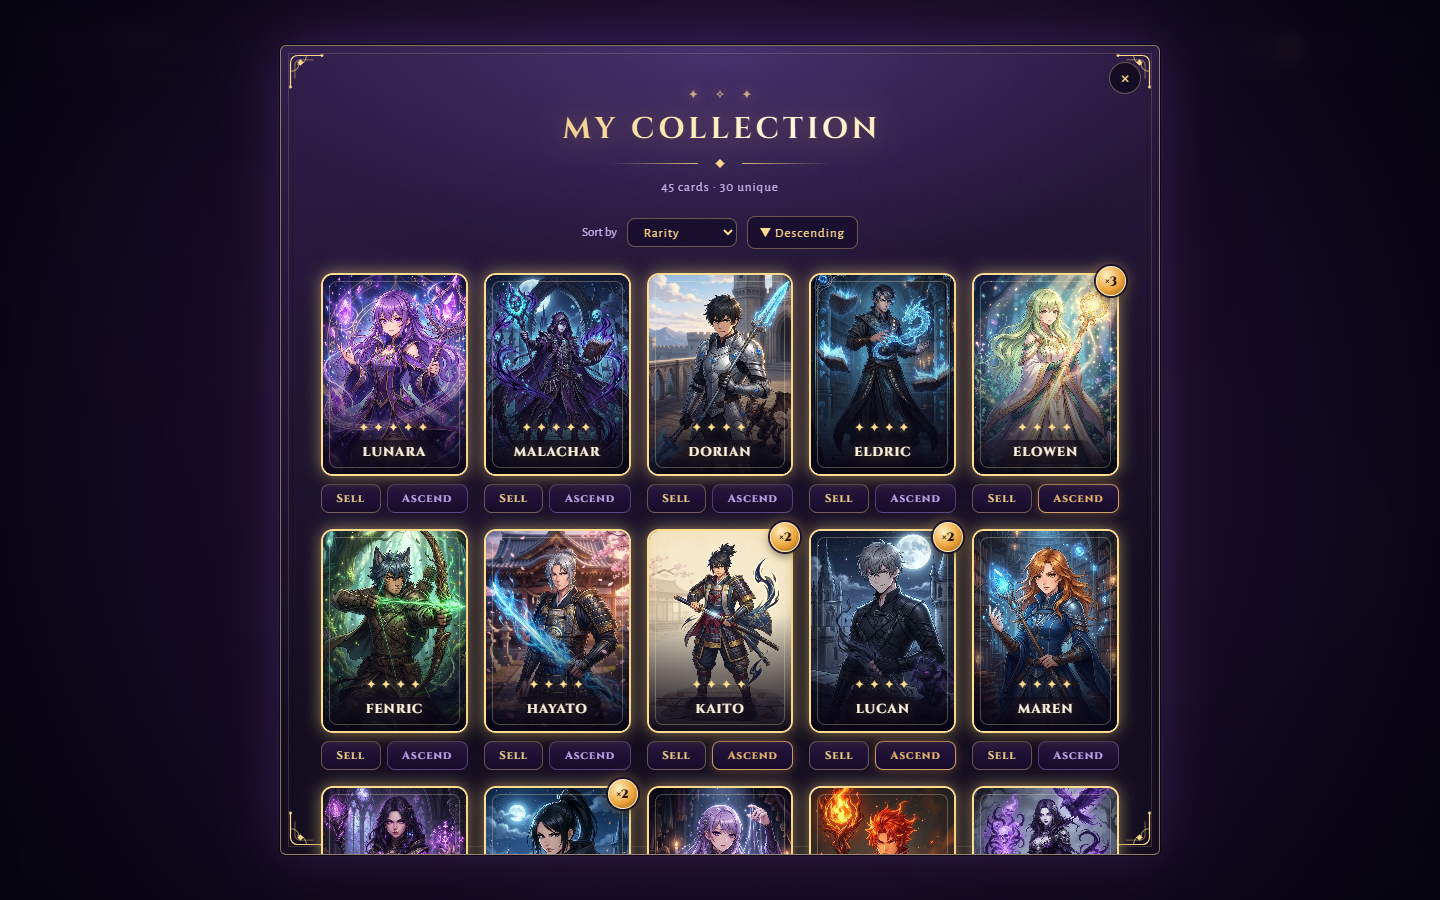 MY COLLECTION
45 cards · 30 unique
Sort by Rarity ▼ Descending
×3
LUNARA MALACHAR DORIAN ELDRIC ELOWEN
SELL ASCEND SELL ASCEND SELL ASCEND SELL ASCEND SELL ASCEND
×2 ×2
FENRIC HAYATO KAITO LUCAN MAREN
SELL ASCEND SELL ASCEND SELL ASCEND SELL ASCEND SELL ASCEND
×2